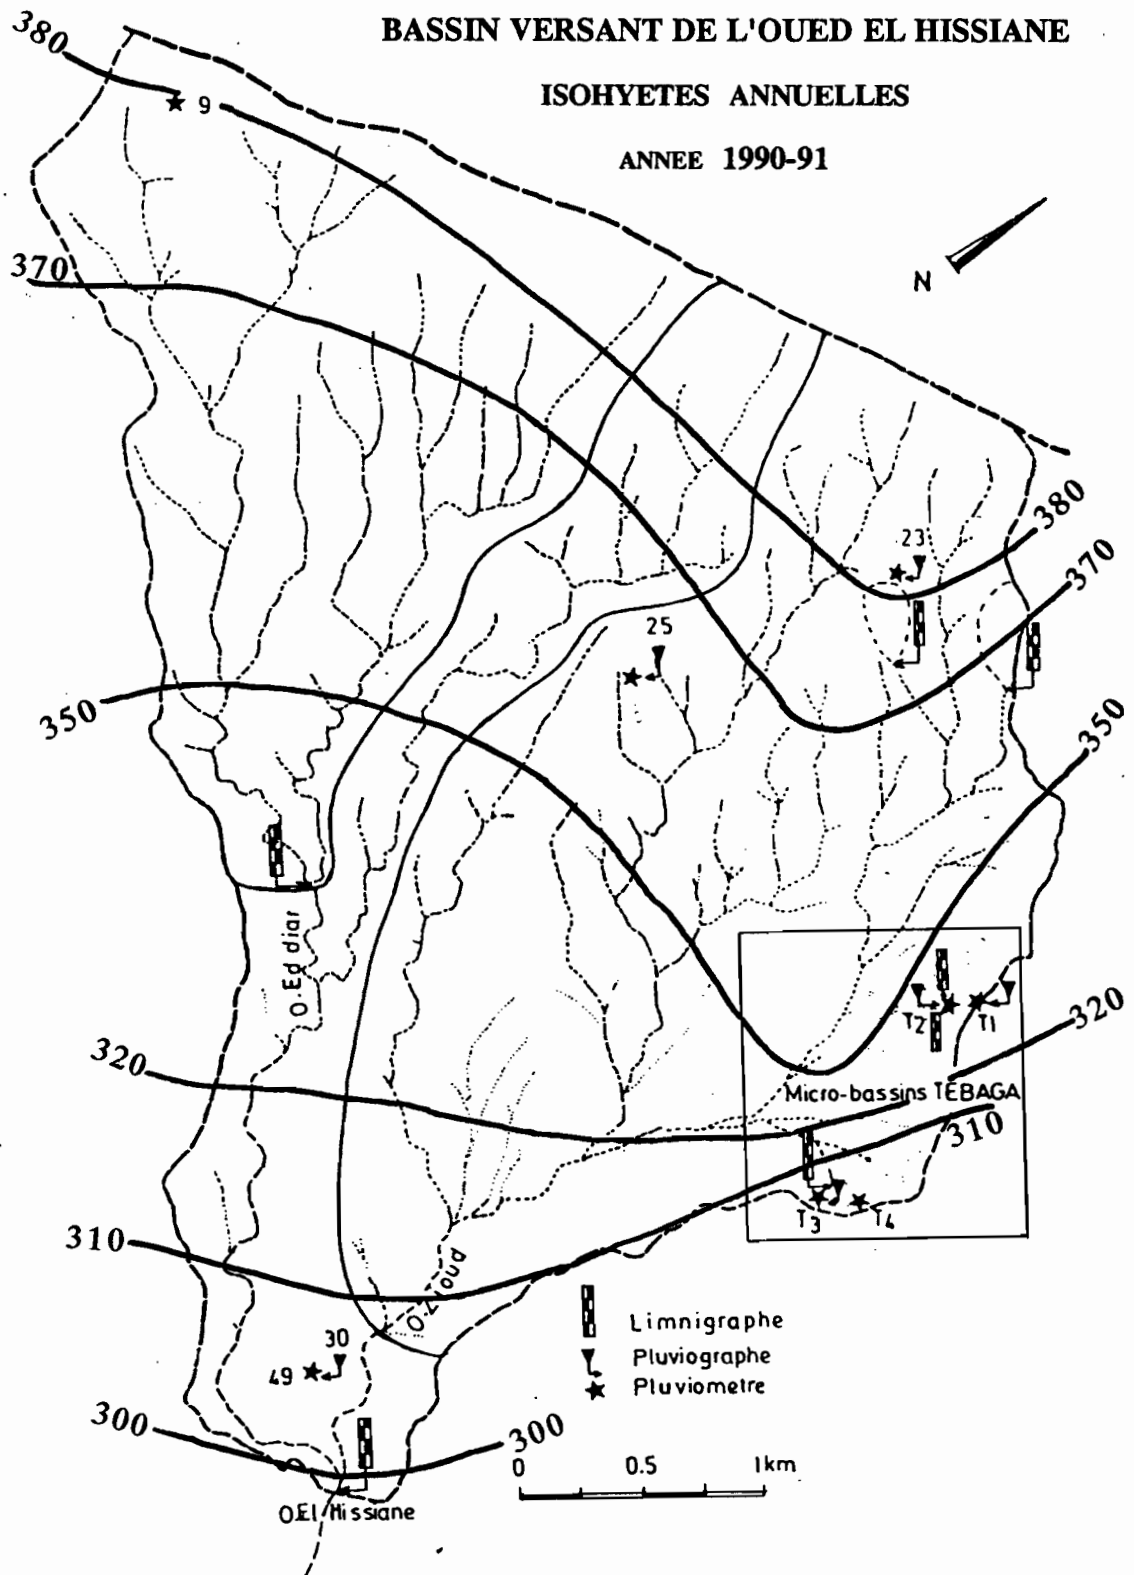 BASSIN VERSANT DE L'OUED EL HISSIANE
ISOHYETES ANNUELLES
ANNEE 1990-91
380
9
N
370
380
23
370
25
350
350
O.Ed diar
T2
T1
320
320
Micro-bassins TEBAGA
310
T3
T4
310
O.Zloud
Limnigraphe
30
Pluviographe
49
Pluviometre
300
300
0 0.5 1km
O.El Hissiane